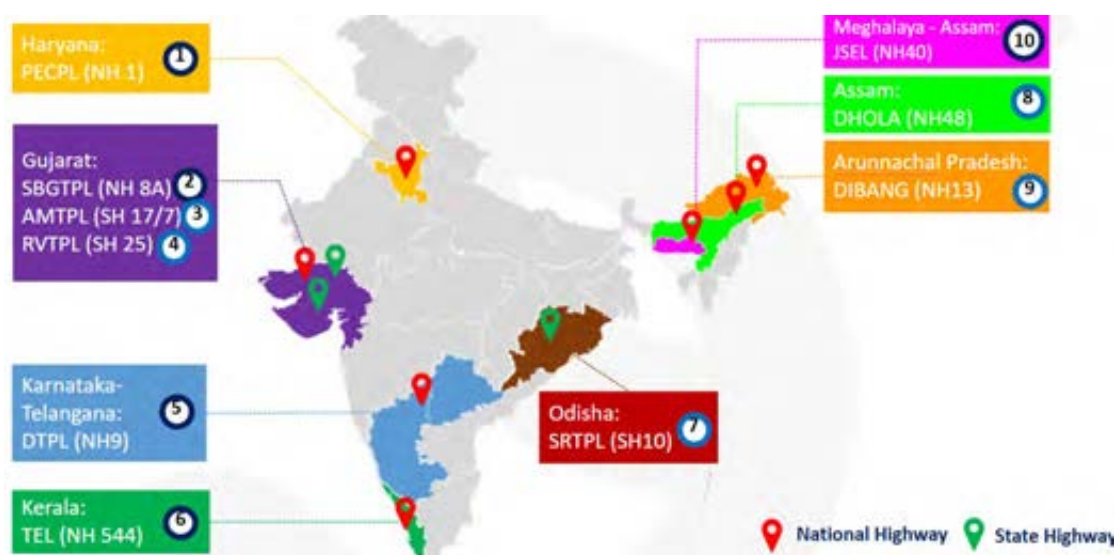 Haryana:
PECPL (NH 1)
1
Gujarat:
SBGTPL (NH 8A)
2
AMTPL (SH 17/7)
3
RVTPL (SH 25)
4
Karnataka-
Telangana:
DTPL (NH9)
5
Kerala:
TEL (NH 544)
6
Odisha:
SRTPL (SH10)
7
Meghalaya - Assam:
JSEL (NH40)
10
Assam:
DHOLA (NH48)
8
Arunnachal Pradesh:
DIBANG (NH13)
9
National Highway
State Highway